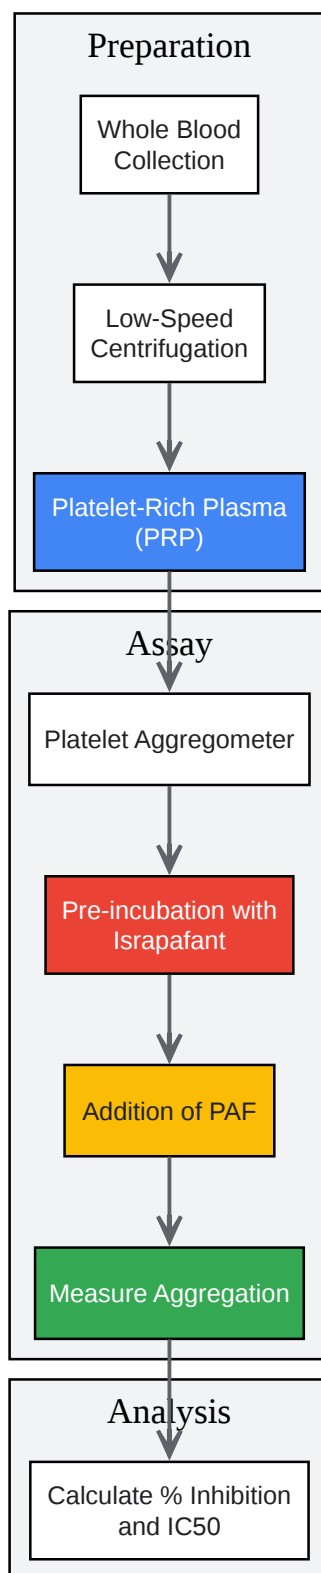 Preparation
Whole Blood
Collection
Low-Speed
Centrifugation
Platelet-Rich Plasma
(PRP)
Assay
Platelet Aggregometer
Pre-incubation with
Israpafant
Addition of PAF
Measure Aggregation
Analysis
Calculate % Inhibition
and IC50